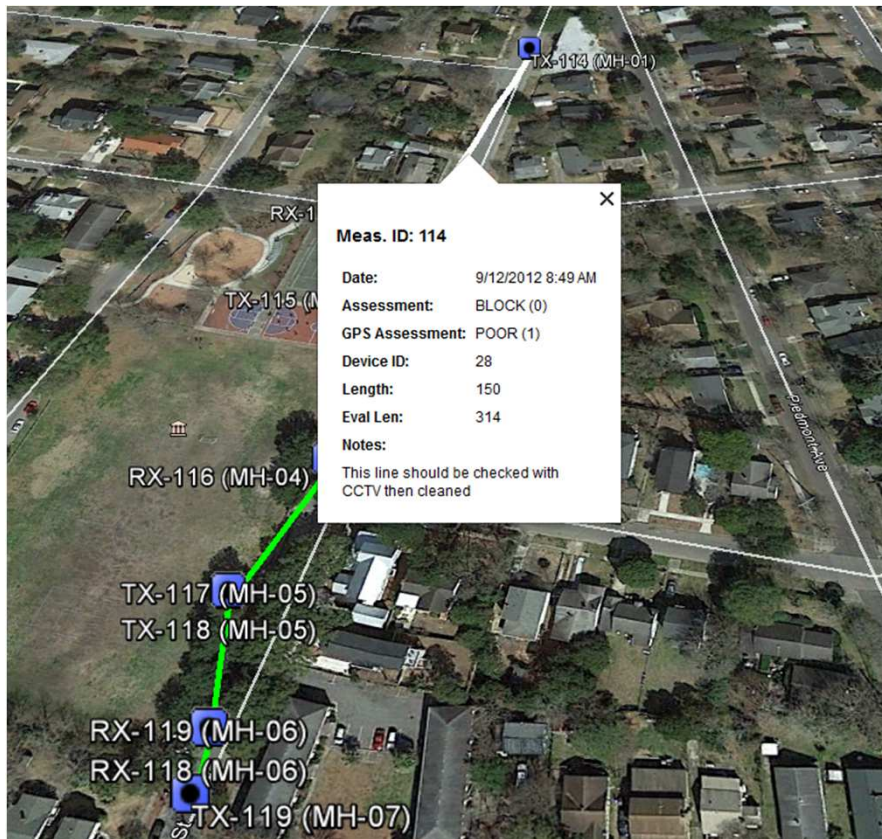 TX-114 (MH-01)
RX-1
Meas. ID: 114
Date: 9/12/2012 8:49 AM
Assessment: BLOCK (0)
GPS Assessment: POOR (1)
Device ID: 28
Length: 150
Eval Len: 314
Notes:
This line should be checked with
CCTV then cleaned
TX-115 (M
Piedmont Ave
RX-116 (MH-04)
TX-117 (MH-05)
TX-118 (MH-05)
RX-119 (MH-06)
RX-118 (MH-06)
TX-119 (MH-07)
St